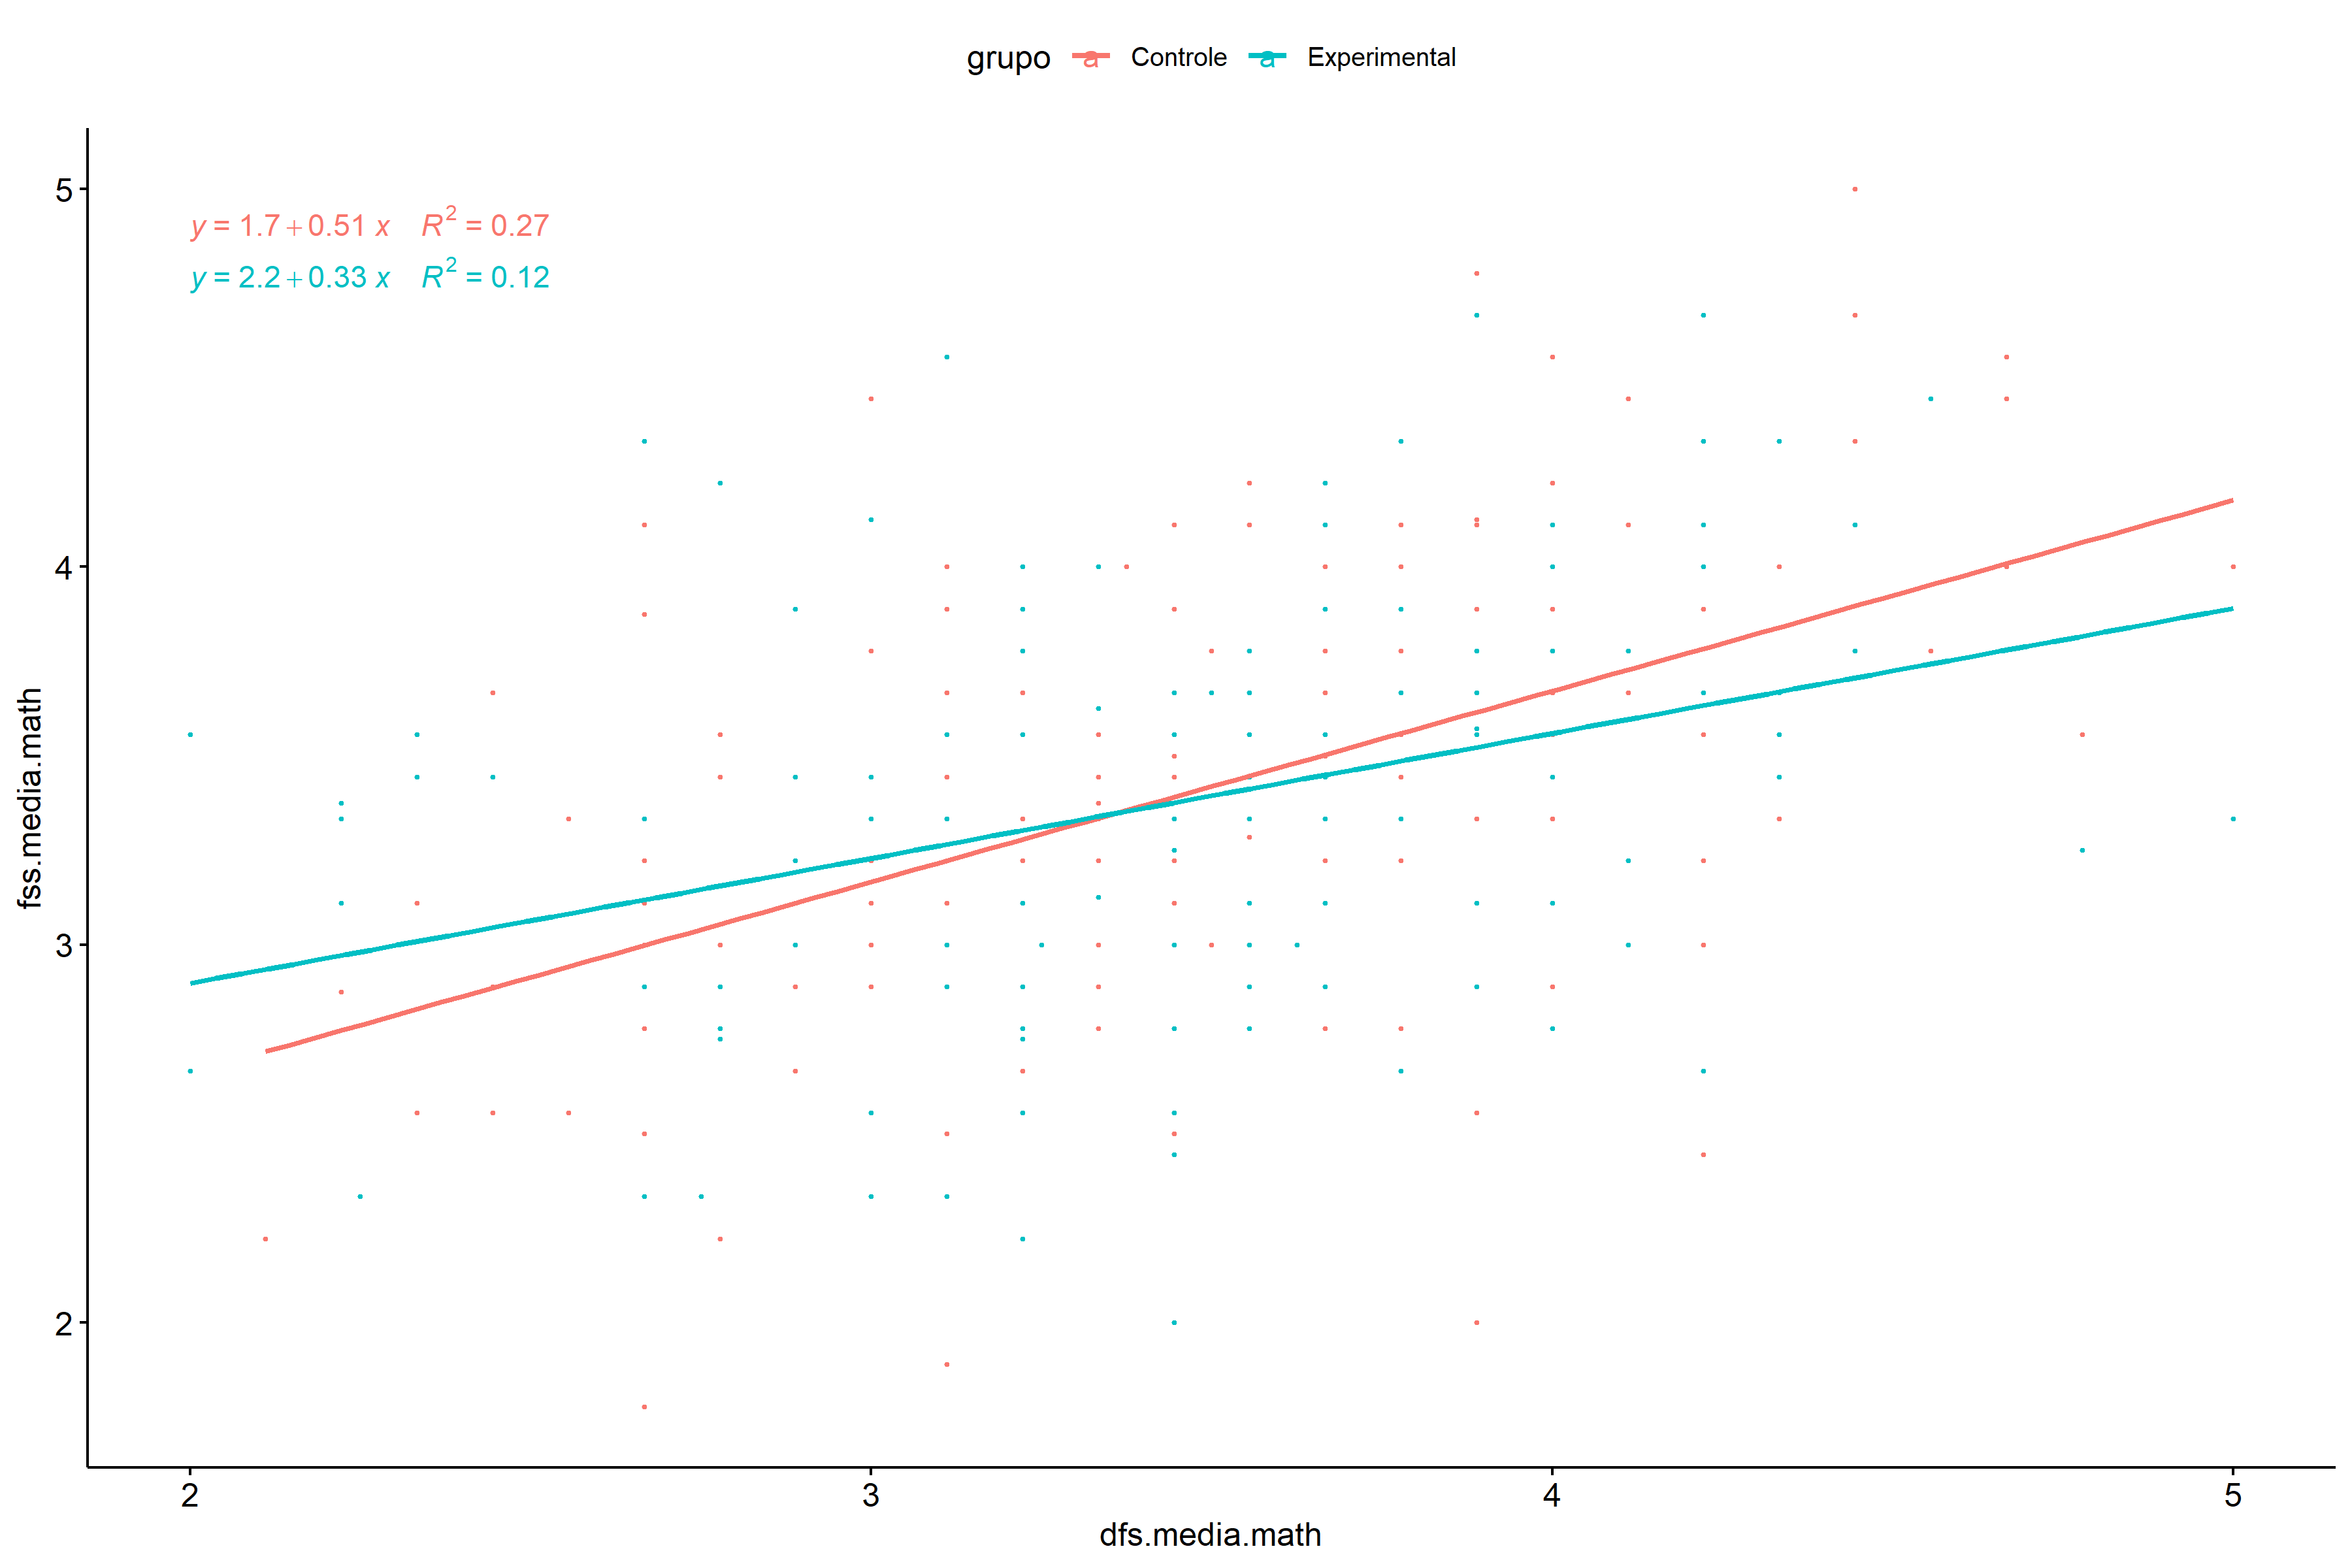 grupo a Controle a Experimental
5
y = 1.7 + 0.51 x R² = 0.27
y = 2.2 + 0.33 x R² = 0.12
4
fss.media.math
3
2
2 3 4 5
dfs.media.math